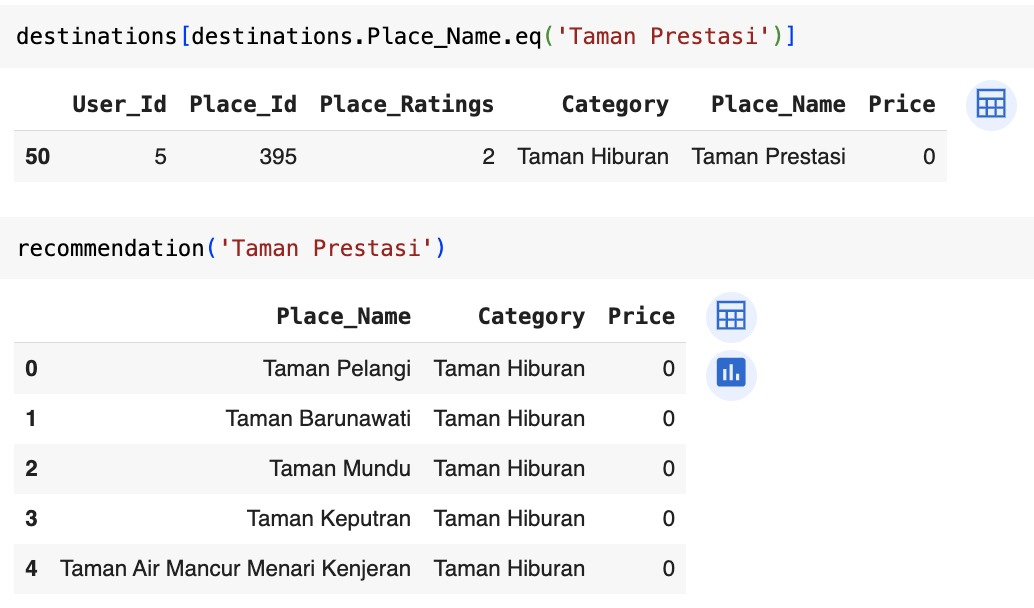 destinations[destinations.Place_Name.eq('Taman Prestasi')]
User_Id Place_Id Place_Ratings Category Place_Name Price
50 5 395 2 Taman Hiburan Taman Prestasi 0
recommendation('Taman Prestasi')
Place_Name Category Price
0 Taman Pelangi Taman Hiburan 0
1 Taman Barunawati Taman Hiburan 0
2 Taman Mundu Taman Hiburan 0
3 Taman Keputran Taman Hiburan 0
4 Taman Air Mancur Menari Kenjeran Taman Hiburan 0